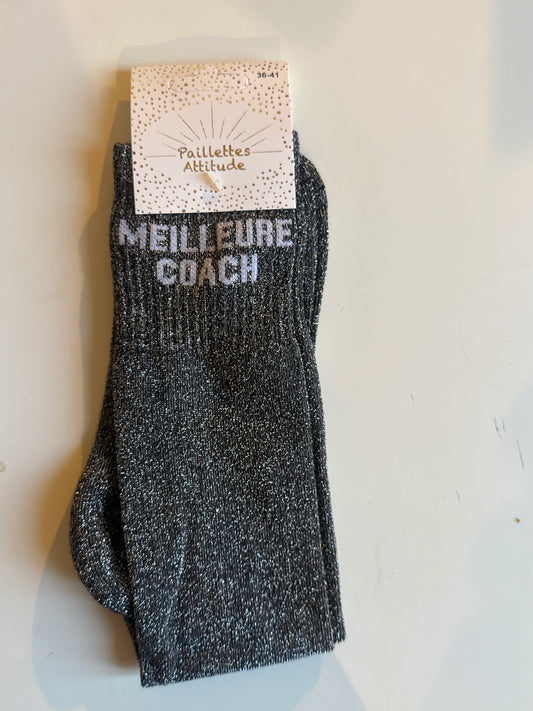 36-41
Paillettes
Attitude
MEILLEURE
COACH